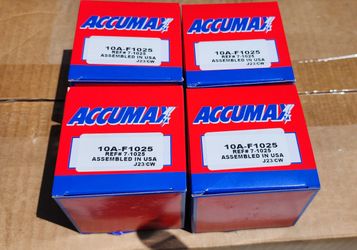 ACCUMAX
10A-F1025
REF# 7-1025
ASSEMBLED IN USA
J23/CW
ACCUMAX
10A-F1025
REF# 7-1025
ASSEMBLED IN USA
J23/CW
ACCUMAX
10A-F1025
REF# 7-1025
ASSEMBLED IN USA
J23/CW
ACCUMAX
10A-F1025
REF# 7-1025
ASSEMBLED IN USA
J23/CW